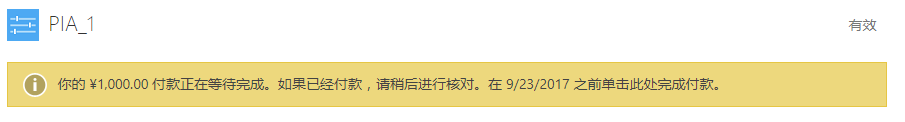 PIA_1
有效
你的 ¥1,000.00 付款正在等待完成。如果已经付款，请稍后进行核对。在 9/23/2017 之前单击此处完成付款。